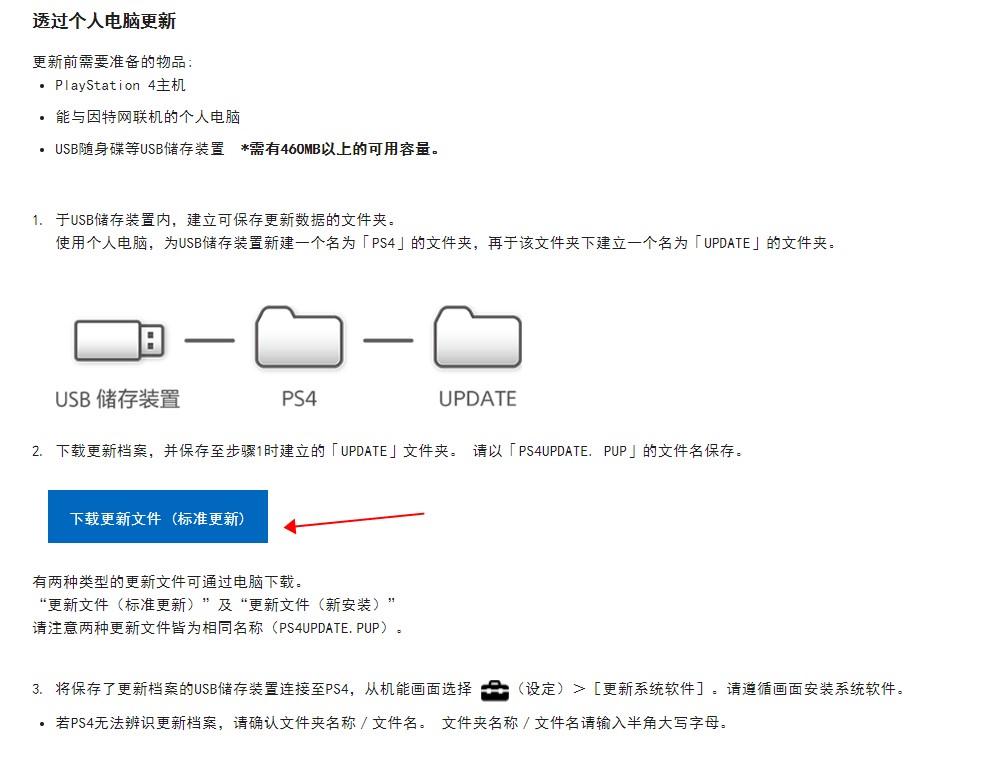 透过个人电脑更新
更新前需要准备的物品:
• PlayStation 4主机
• 能与因特网联机的个人电脑
• USB随身碟等USB储存装置 *需有460MB以上的可用容量。
1. 于USB储存装置内，建立可保存更新数据的文件夹。
使用个人电脑，为USB储存装置新建一个名为「PS4」的文件夹，再于该文件夹下建立一个名为「UPDATE」的文件夹。
USB 储存装置 PS4 UPDATE
2. 下载更新档案，并保存至步骤1时建立的「UPDATE」文件夹。 请以「PS4UPDATE. PUP」的文件名保存。
下载更新文件 (标准更新)
有两种类型的更新文件可通过电脑下载。
“更新文件（标准更新）”及“更新文件（新安装）”
请注意两种更新文件皆为相同名称（PS4UPDATE.PUP）。
3. 将保存了更新档案的USB储存装置连接至PS4，从机能画面选择 （设定）＞［更新系统软件］。请遵循画面安装系统软件。
• 若PS4无法辨识更新档案，请确认文件夹名称 / 文件名。 文件夹名称 / 文件名请输入半角大写字母。